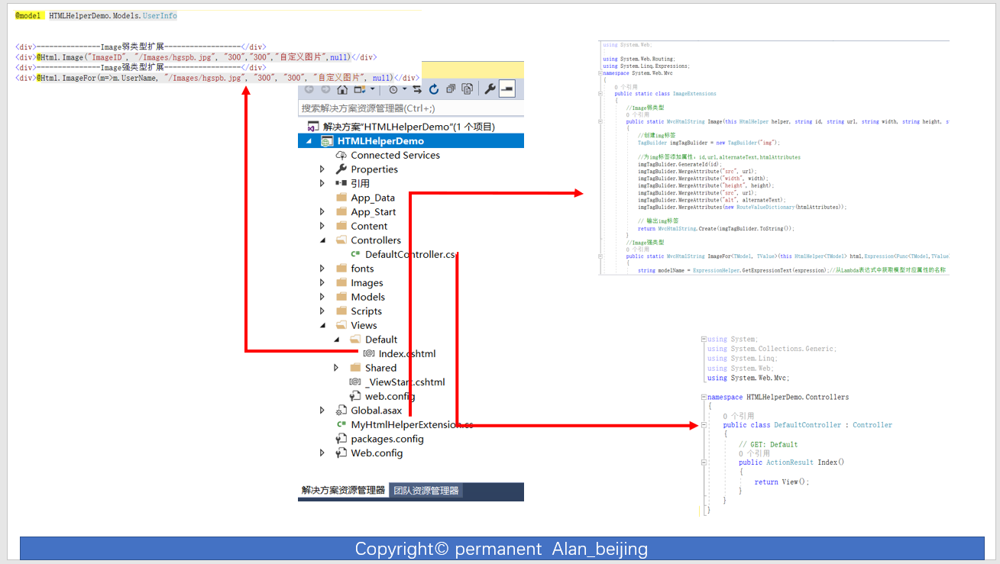 @model HTMLHelperDemo.Models.UserInfo
<div>---------------Image弱类型扩展------------------</div>
<div>@Html.Image("ImageID", "/Images/hgspb.jpg", "300","300","自定义图片",null)</div>
<div>---------------Image强类型扩展------------------</div>
<div>@Html.ImageFor(m=>m.UserName, "/Images/hgspb.jpg", "300", "300", "自定义图片", null)</div>
搜索解决方案资源管理器(Ctrl+;)
解决方案"HTMLHelperDemo"(1 个项目)
HTMLHelperDemo
Connected Services
Properties
引用
App_Data
App_Start
Content
Controllers
DefaultController.cs
fonts
Images
Models
Scripts
Views
Default
Index.cshtml
Shared
_ViewStart.cshtml
web.config
Global.asax
MyHtmlHelperExtension.cs
packages.config
Web.config
解决方案资源管理器 团队资源管理器
using System.Web;
using System.Web.Routing;
using System.Linq.Expressions;
namespace System.Web.Mvc
{
0 个引用
public static class ImageExtensions
{
//Image弱类型
0 个引用
public static MvcHtmlString Image(this HtmlHelper helper, string id, string url, string width, string height, s
{
//创建img标签
TagBuilder imgTagBulider = new TagBuilder("img");
//为img标签添加属性：id,url,alternateText,htmlAttributes
imgTagBulider.GenerateId(id);
imgTagBulider.MergeAttribute("src", url);
imgTagBulider.MergeAttribute("width", width);
imgTagBulider.MergeAttribute("height", height);
imgTagBulider.MergeAttribute("src", url);
imgTagBulider.MergeAttribute("alt", alternateText);
imgTagBulider.MergeAttributes(new RouteValueDictionary(htmlAttributes));
// 输出img标签
return MvcHtmlString.Create(imgTagBulider.ToString());
}
//Image强类型
0 个引用
public static MvcHtmlString ImageFor<TModel, TValue>(this HtmlHelper<TModel> html,Expression<Func<TModel,TValue
{
string modelName = ExpressionHelper.GetExpressionText(expression);//从Lambda表达式中获取模型对应属性的名称
using System;
using System.Collections.Generic;
using System.Linq;
using System.Web;
using System.Web.Mvc;
namespace HTMLHelperDemo.Controllers
{
0 个引用
public class DefaultController : Controller
{
// GET: Default
0 个引用
public ActionResult Index()
{
return View();
}
}
}
Copyright© permanent Alan_beijing